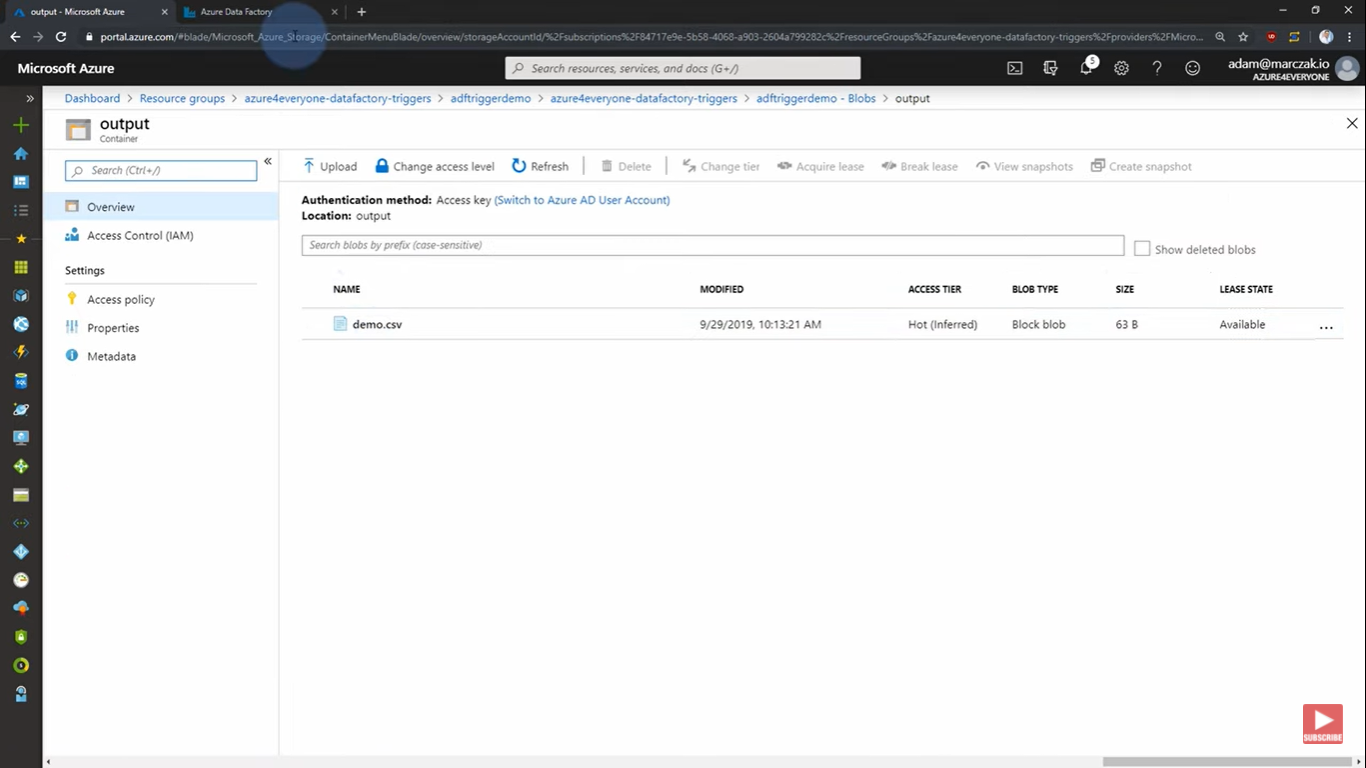 output - Microsoft Azure
Azure Data Factory
portal.azure.com/#blade/Microsoft_Azure_Storage/ContainerMenuBlade/overview/storageAccountId/%2Fsubscriptions%2F84717e9e-5b58-4068-a903-2604a799282c%2FresourceGroups%2Fazure4everyone-datafactory-triggers%2Fproviders%2FMicro...
Microsoft Azure
Search resources, services, and docs (G+/)
5
adam@marczak.io
AZURE4EVERYONE
Dashboard > Resource groups > azure4everyone-datafactory-triggers > adftriggerdemo > azure4everyone-datafactory-triggers > adftriggerdemo - Blobs > output
output
Container
Search (Ctrl+/)
Overview
Access Control (IAM)
Settings
Access policy
Properties
Metadata
Upload Change access level Refresh Delete Change tier Acquire lease Break lease View snapshots Create snapshot
Authentication method: Access key (Switch to Azure AD User Account)
Location: output
Search blobs by prefix (case-sensitive)
Show deleted blobs
NAME MODIFIED ACCESS TIER BLOB TYPE SIZE LEASE STATE
demo.csv 9/29/2019, 10:13:21 AM Hot (Inferred) Block blob 63 B Available ...
SUBSCRIBE